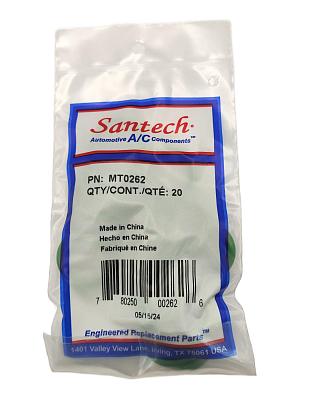 Santech
Automotive A/C Components™
PN: MT0262
QTY/CONT./QTÉ: 20
Made in China
Hecho en China
Fabriqué en Chine
7 80250 00262 6
05/15/24
Engineered Replacement Parts™
1401 Valley View Lane, Irving, TX 75061 USA